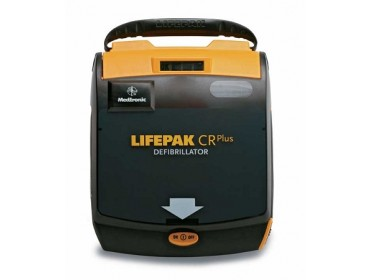 Medtronic
LIFEPAK CR Plus
DEFIBRILLATOR